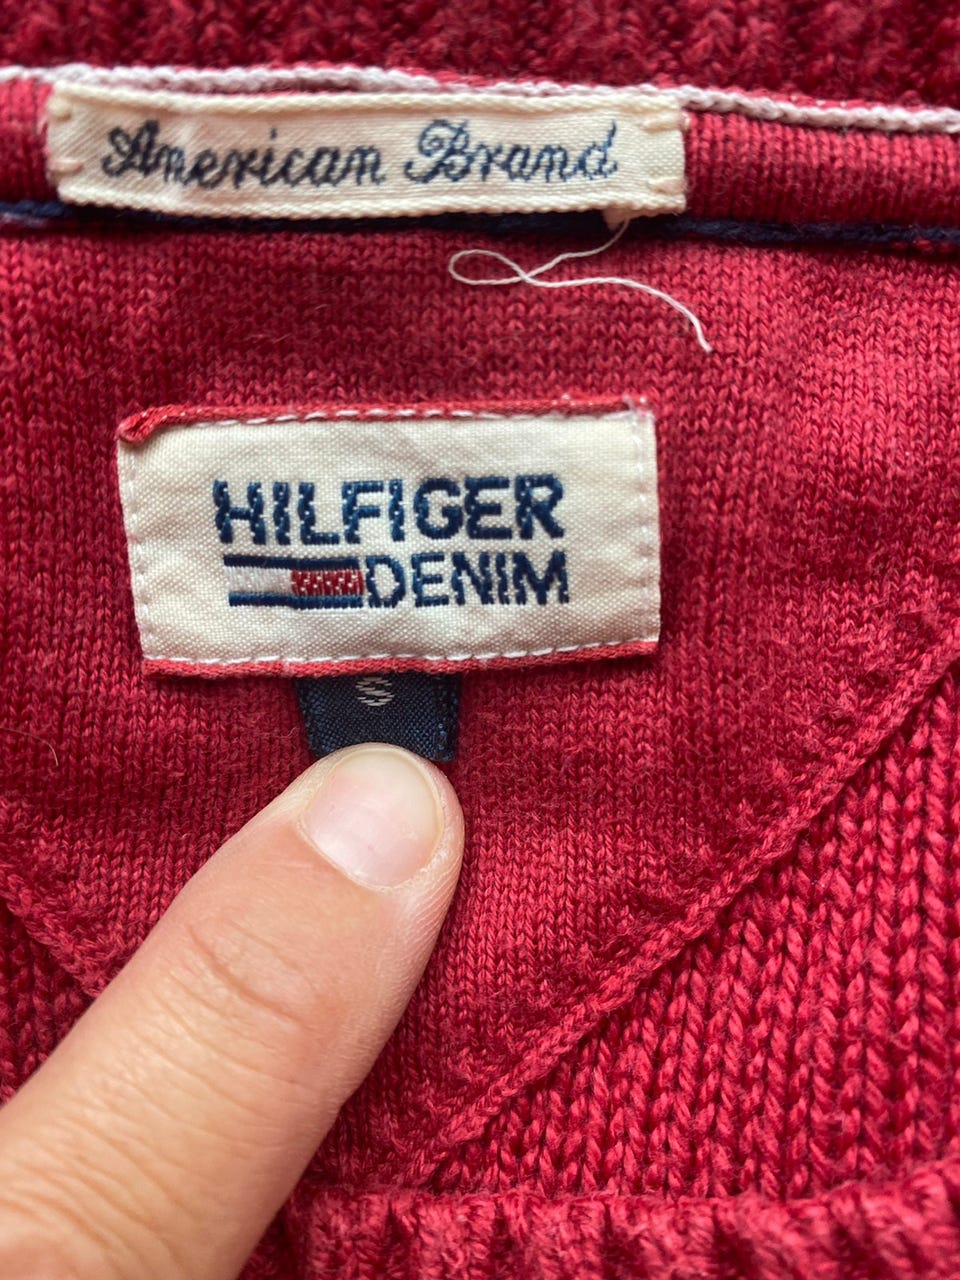 American Brand
HILFIGER
DENIM
S